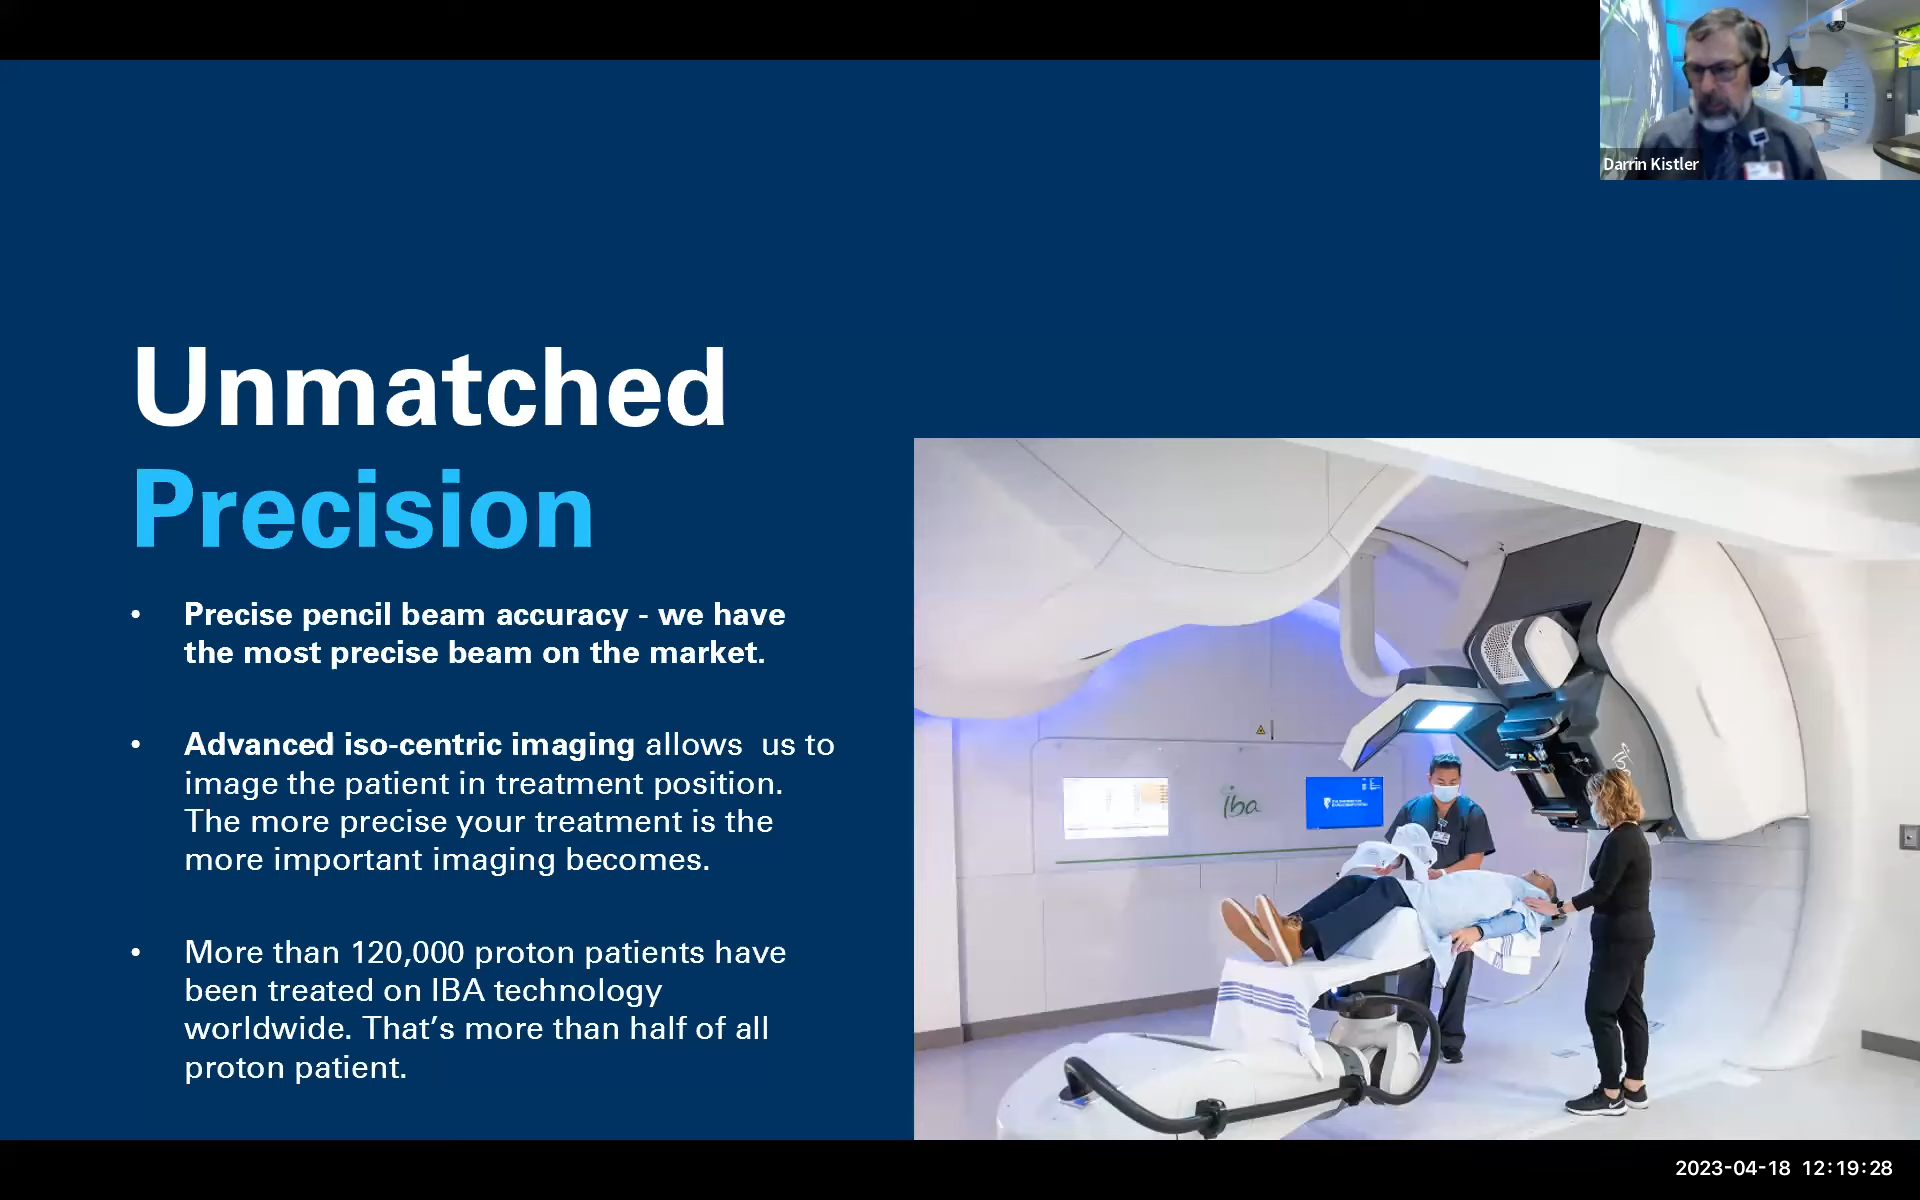 Darrin Kistler
Unmatched
Precision
• Precise pencil beam accuracy - we have
the most precise beam on the market.
• Advanced iso-centric imaging allows  us to
image the patient in treatment position.
The more precise your treatment is the
more important imaging becomes.
• More than 120,000 proton patients have
been treated on IBA technology
worldwide. That’s more than half of all
proton patient.
iba
2023-04-18 12:19:28